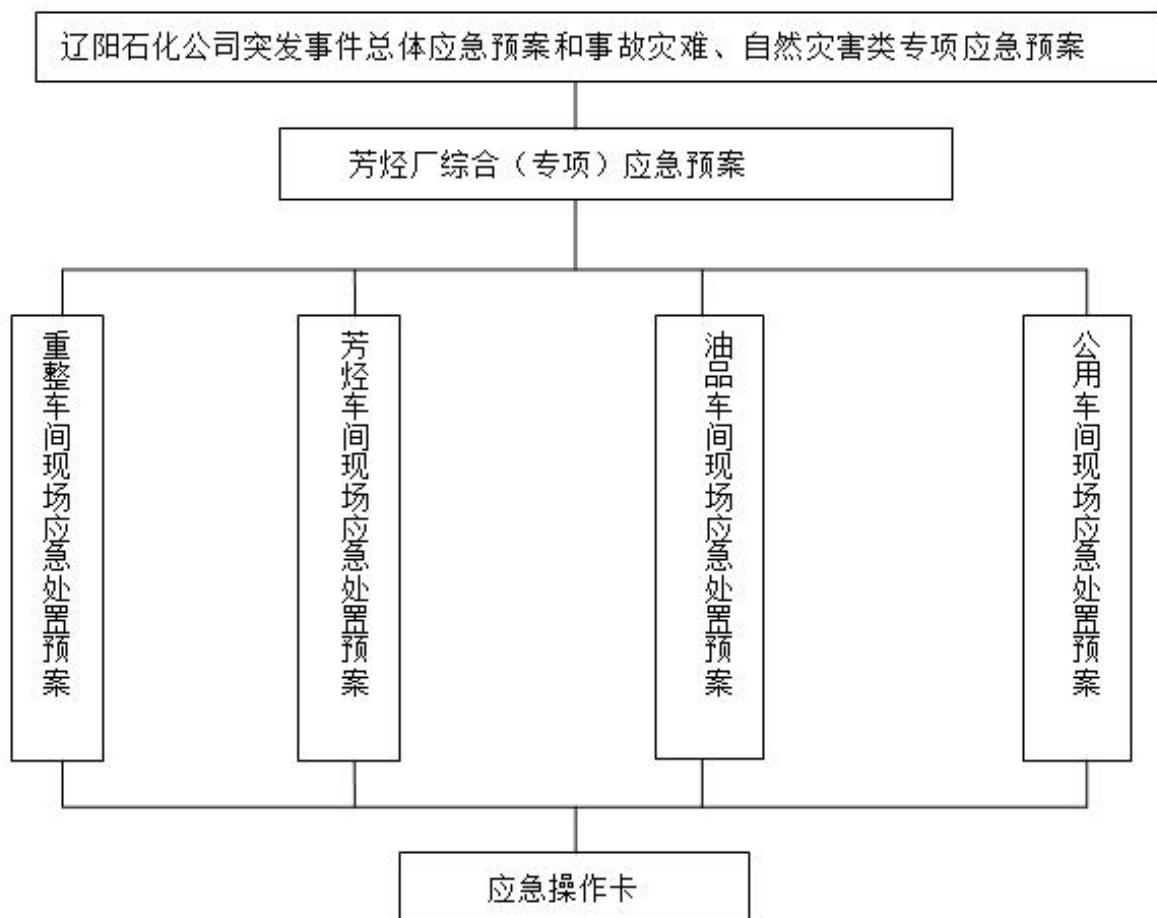 辽阳石化公司突发事件总体应急预案和事故灾难、自然灾害类专项应急预案
芳烃厂综合（专项）应急预案
重整车间现场应急处置预案
芳烃车间现场应急处置预案
油品车间现场应急处置预案
公用车间现场应急处置预案
应急操作卡